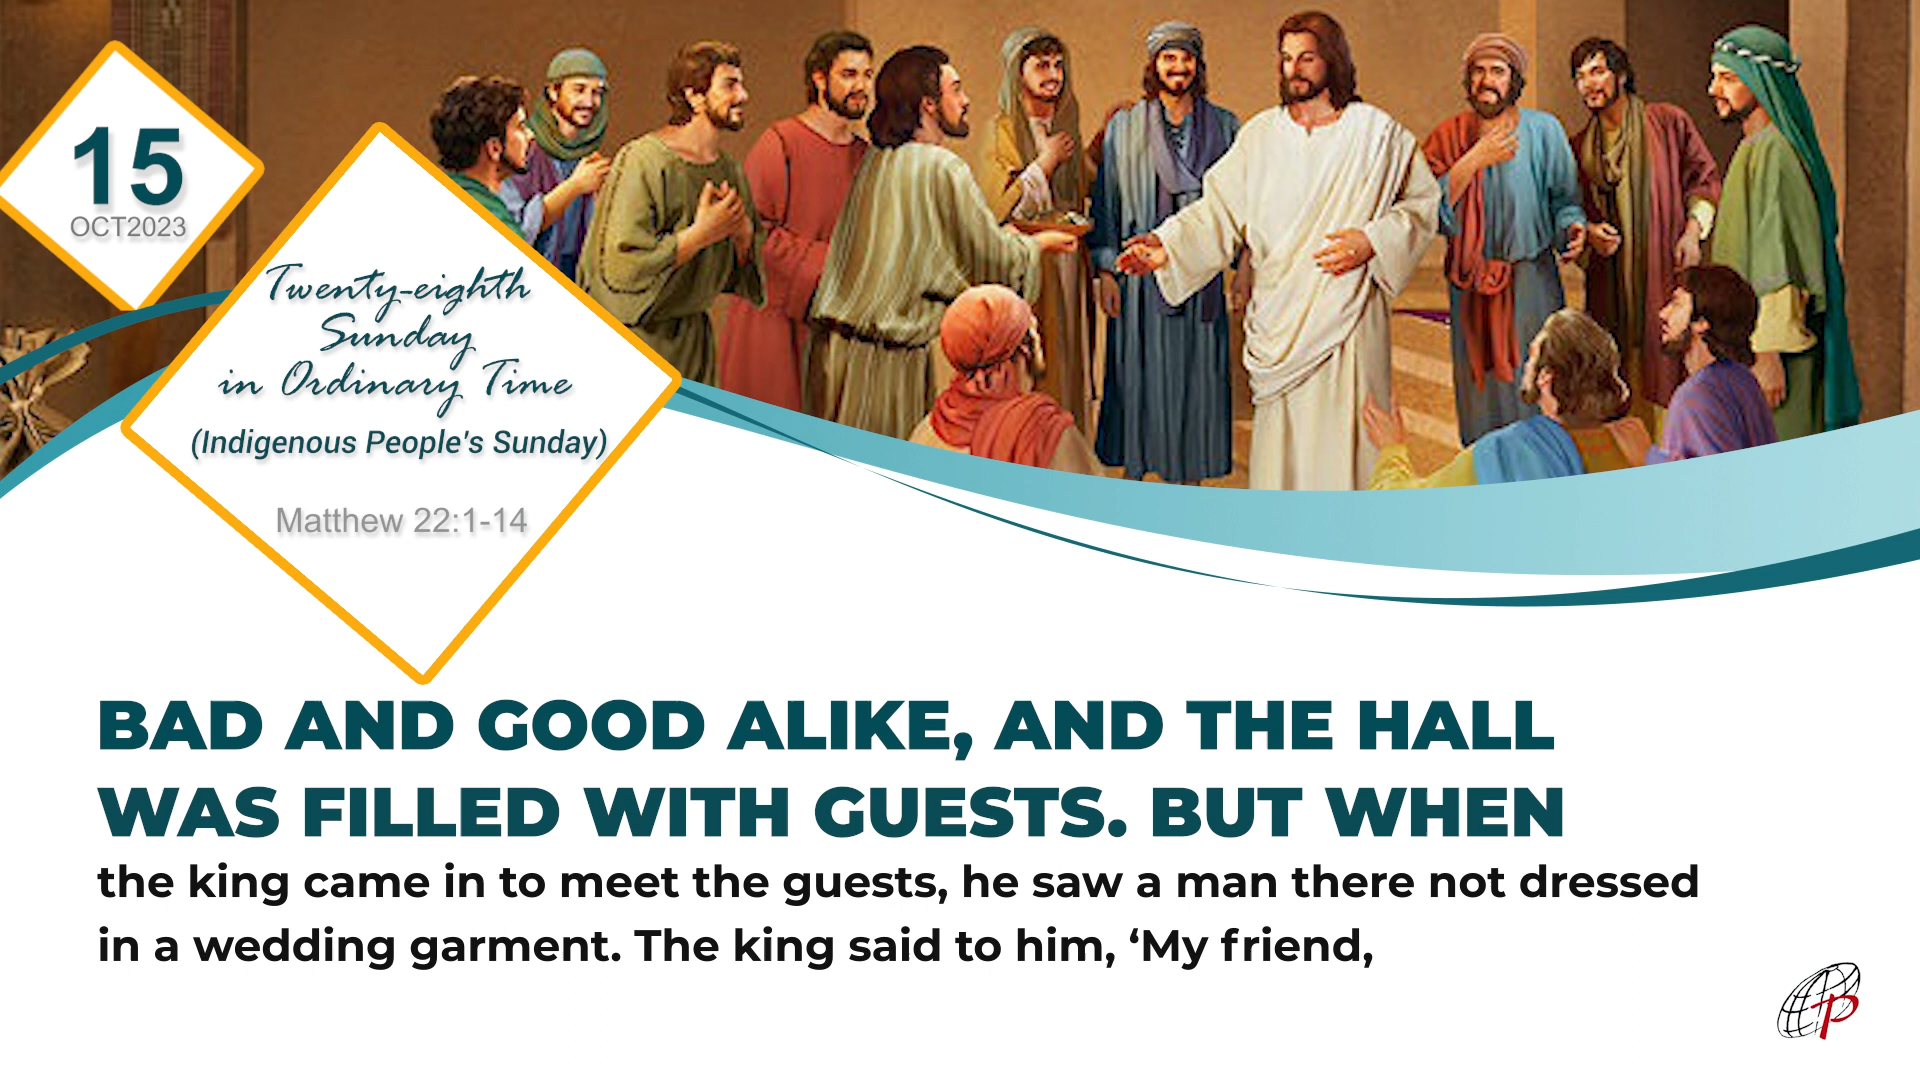 15
OCT2023
Twenty-eighth
Sunday
in Ordinary Time
(Indigenous People's Sunday)
Matthew 22:1-14
BAD AND GOOD ALIKE, AND THE HALL
WAS FILLED WITH GUESTS. BUT WHEN
the king came in to meet the guests, he saw a man there not dressed
in a wedding garment. The king said to him, ‘My friend,